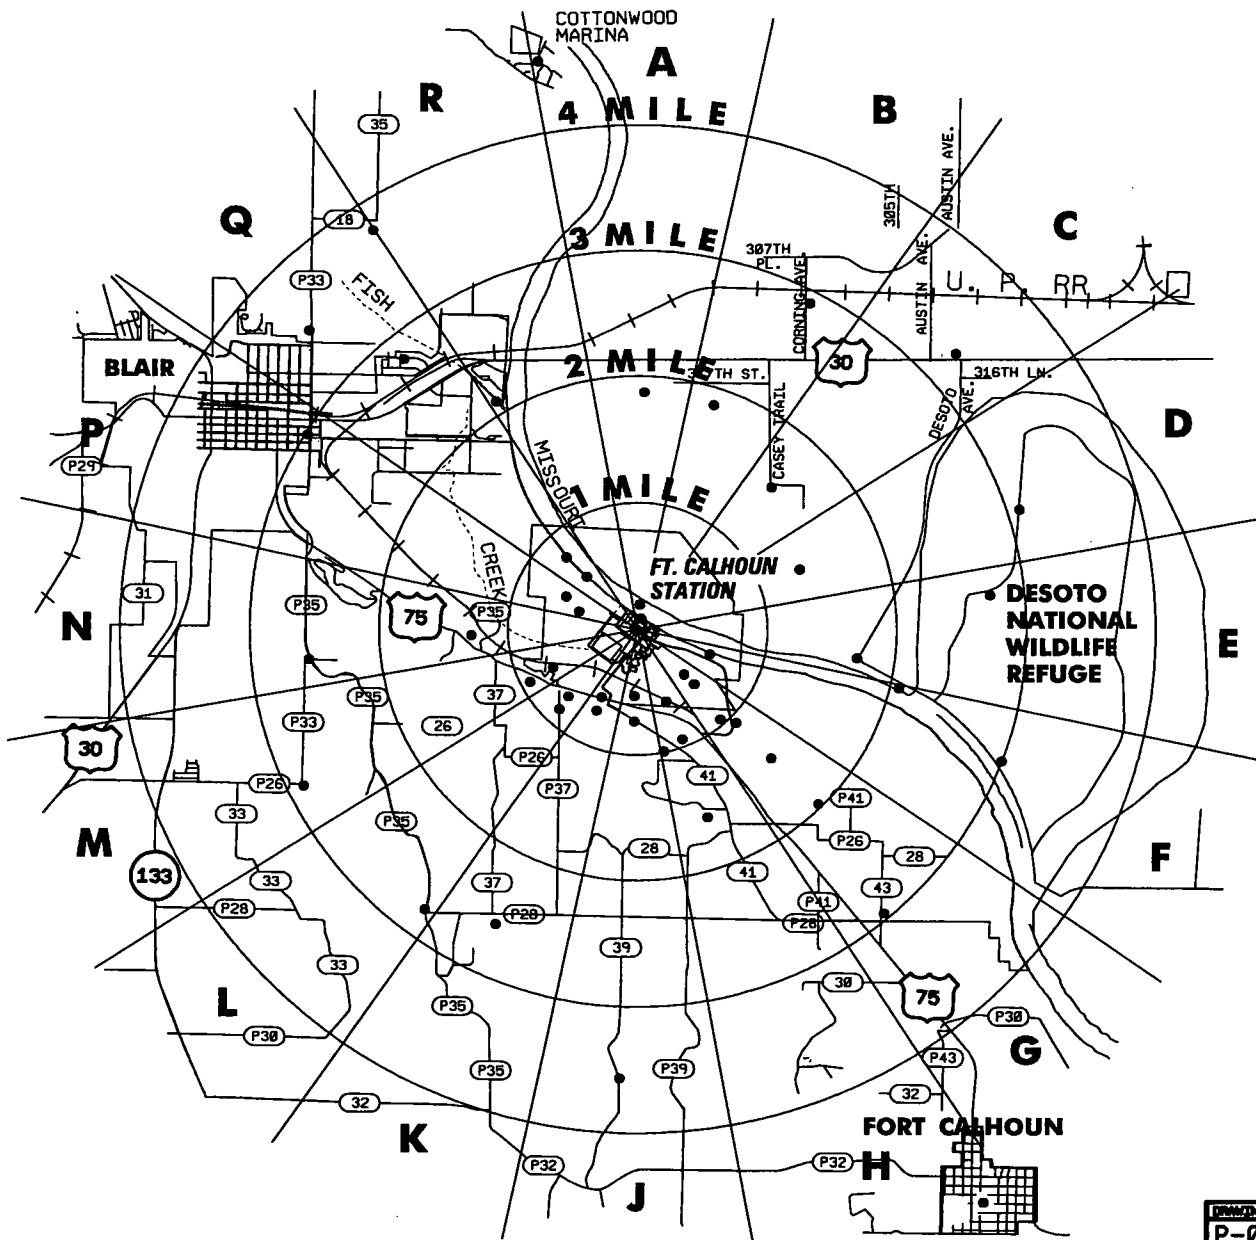 COTTONWOOD
MARINA
A
R
B
4 MILE
35
AUSTIN AVE.
305TH
18
Q
C
3 MILE
307TH
PL.
P33
FISH
CORNING AVE.
AUSTIN AVE.
U. P. RR
BLAIR
2 MILE
30
TH ST.
316TH LN.
DESOTO
AVE.
CASEY TRAIL
D
P
P29
MISSOURI
1 MILE
CREEK
FT. CALHOUN
STATION
31
75
P35
P35
DESOTO
NATIONAL
WILDLIFE
REFUGE
N
E
P35
37
P33
26
30
P26
P26
41
P37
P41
33
P35
P26
M
28
28
F
133
33
37
41
43
P41
P28
P28
P28
39
33
30
75
L
P35
P30
P30
G
P43
P35
P39
32
32
FORT CALHOUN
K
P32
P32
H
J